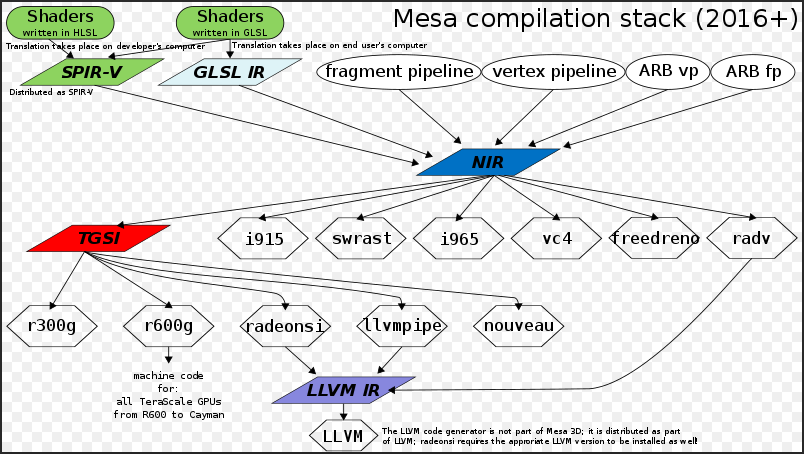 Mesa compilation stack (2016+)
Shaders
written in HLSL
Shaders
written in GLSL
Translation takes place on developer's computer
Translation takes place on end user's computer
SPIR-V
GLSL IR
fragment pipeline
vertex pipeline
ARB vp
ARB fp
Distributed as SPIR-V
NIR
TGSI
i915
swrast
i965
vc4
freedreno
radv
r300g
r600g
radeonsi
llvmpipe
nouveau
machine code
for:
all TeraScale GPUs
from R600 to Cayman
LLVM IR
LLVM
The LLVM code generator is not part of Mesa 3D; it is distributed as part
of LLVM; radeonsi requires the approriate LLVM version to be installed as well!